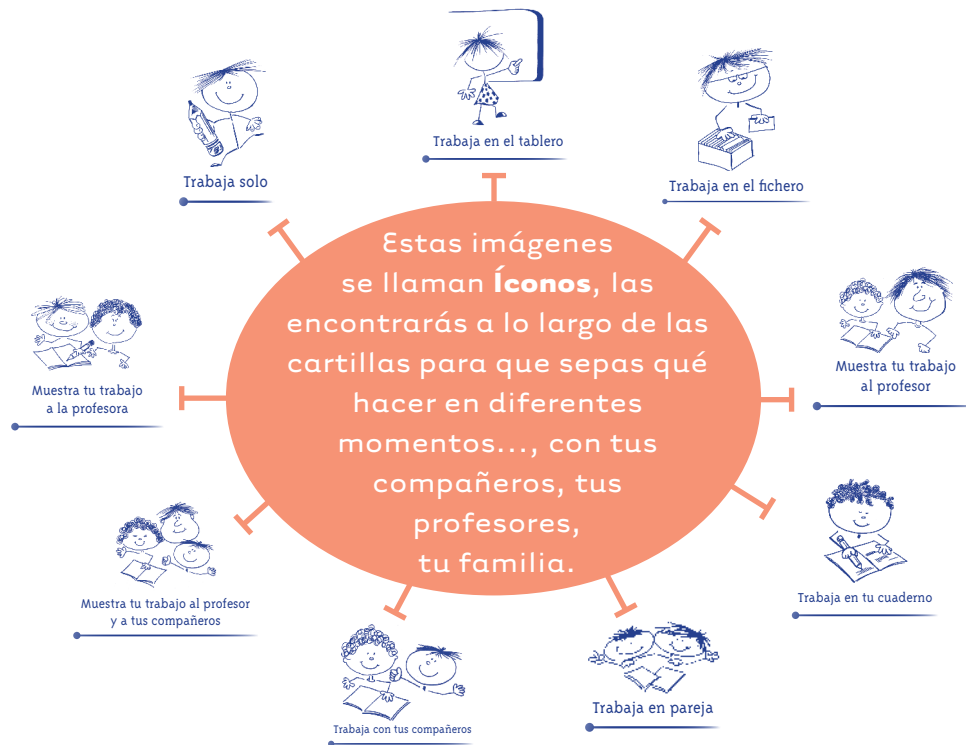 Trabaja en el tablero
Trabaja solo
Trabaja en el fichero
Estas imágenes
se llaman Íconos, las
encontrarás a lo largo de las
cartillas para que sepas qué
hacer en diferentes
momentos..., con tus
compañeros, tus
profesores,
tu familia.
Muestra tu trabajo
a la profesora
Muestra tu trabajo
al profesor
Muestra tu trabajo al profesor
y a tus compañeros
Trabaja en tu cuaderno
Trabaja con tus compañeros
Trabaja en pareja